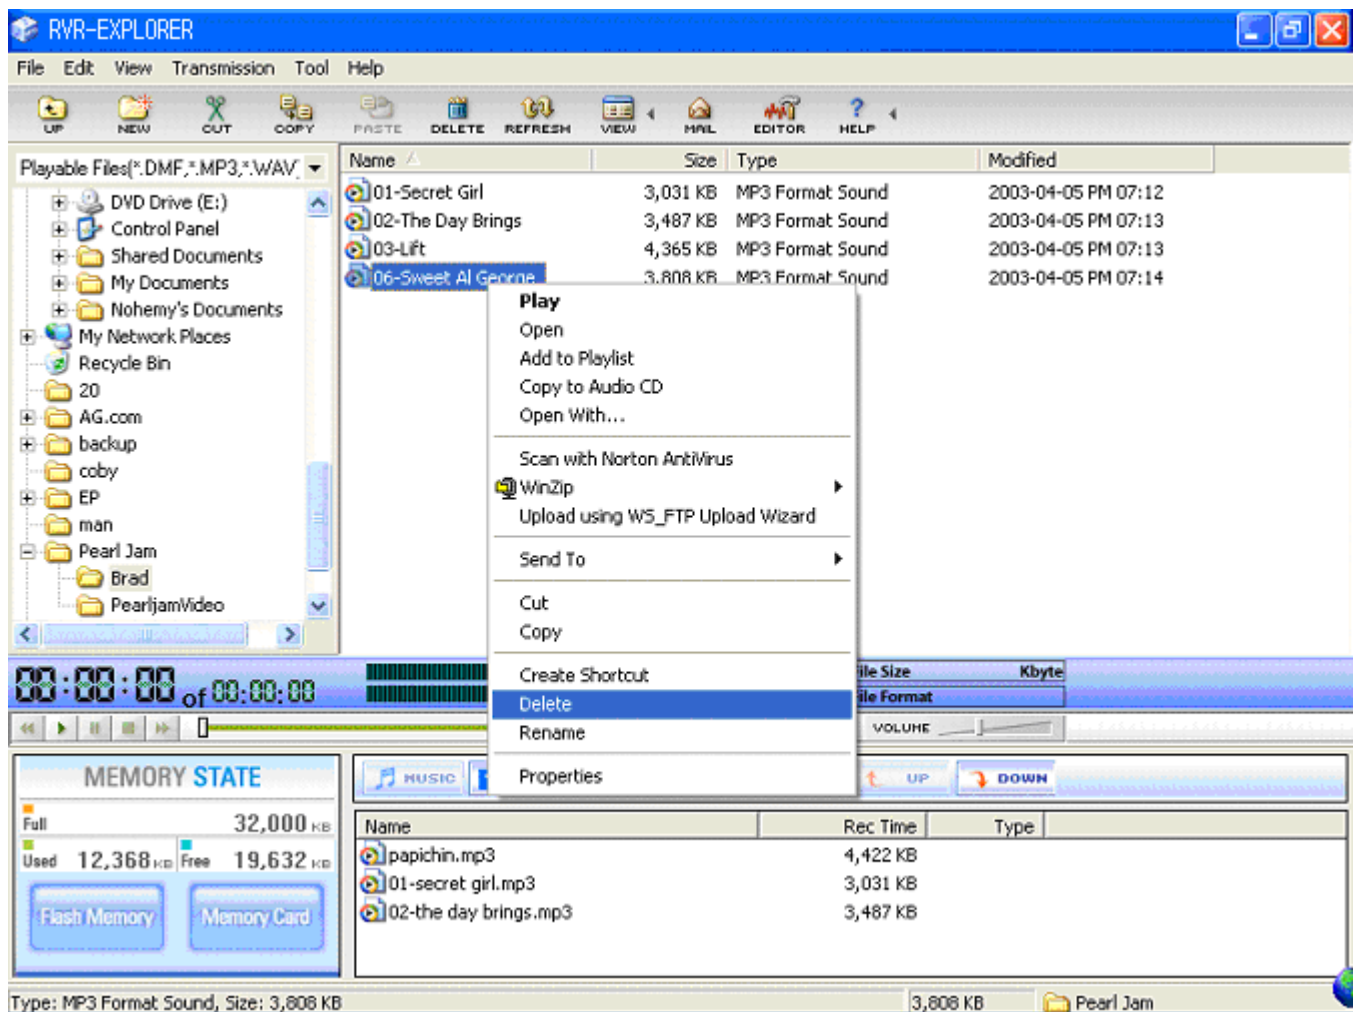 RVR-EXPLORER
File Edit View Transmission Tool Help
UP NEW CUT COPY PASTE DELETE REFRESH VIEW MAIL EDITOR HELP
Playable Files(*.DMF,*.MP3,*.WAV,
Name Size Type Modified
DVD Drive (E:)
Control Panel
Shared Documents
My Documents
Nohemy's Documents
My Network Places
Recycle Bin
20
AG.com
backup
coby
EP
man
Pearl Jam
Brad
PearljamVideo
01-Secret Girl 3,031 KB MP3 Format Sound 2003-04-05 PM 07:12
02-The Day Brings 3,487 KB MP3 Format Sound 2003-04-05 PM 07:13
03-Lift 4,365 KB MP3 Format Sound 2003-04-05 PM 07:13
06-Sweet Al George 3,808 KB MP3 Format Sound 2003-04-05 PM 07:14
Play
Open
Add to Playlist
Copy to Audio CD
Open With...
Scan with Norton AntiVirus
WinZip
Upload using WS_FTP Upload Wizard
Send To
Cut
Copy
Create Shortcut
Delete
Rename
Properties
00:00:00 of 00:00:00
ile Size Kbyte
ile Format
VOLUME
MEMORY STATE
Full 32,000 KB
Used 12,368 KB Free 19,632 KB
Flash Memory Memory Card
MUSIC UP DOWN
Name Rec Time Type
papichin.mp3 4,422 KB
01-secret girl.mp3 3,031 KB
02-the day brings.mp3 3,487 KB
Type: MP3 Format Sound, Size: 3,808 KB 3,808 KB Pearl Jam